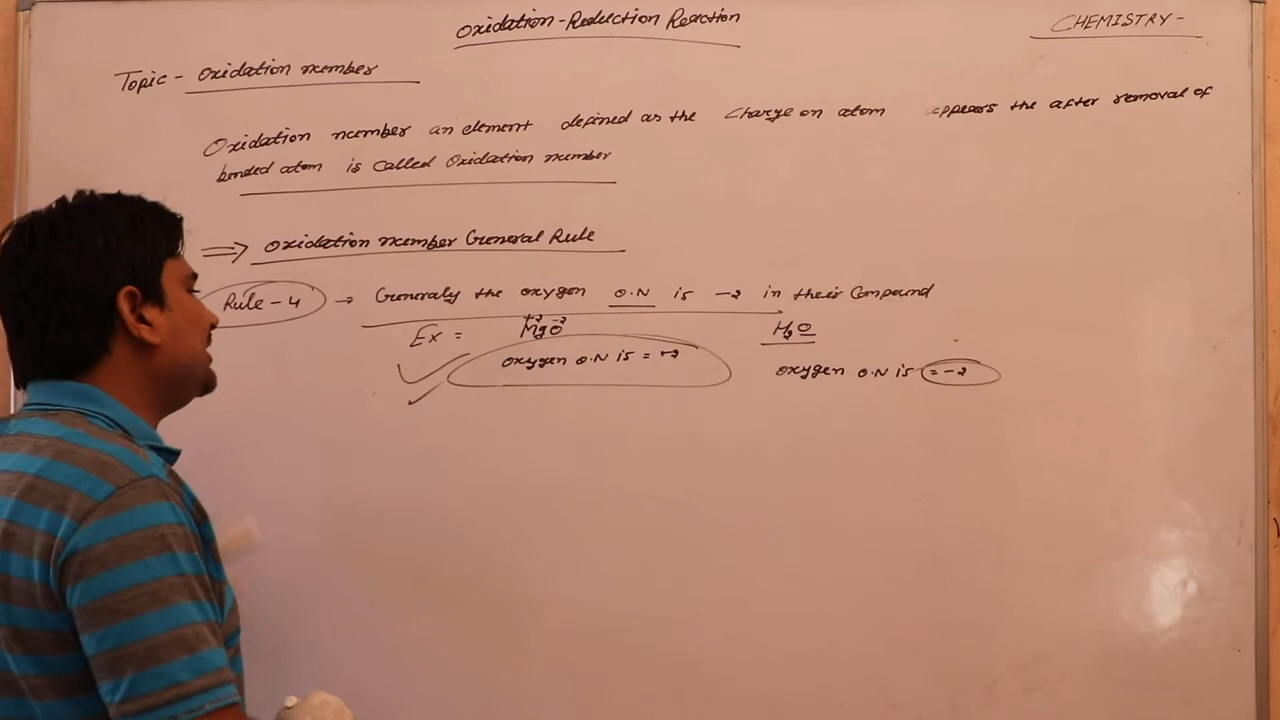 Oxidation-Reduction Reaction
CHEMISTRY-
Topic - Oxidation number
Oxidation number an element defined as the charge on atom appears the after removal of
bonded atom is called Oxidation number
⇒ Oxidation number General Rule
Rule-4 → Generaly the oxygen O.N is -2 in their Compound
Ex = +2 -2 MgO H2O
oxygen O.N is = -2 oxygen O.N is = -2